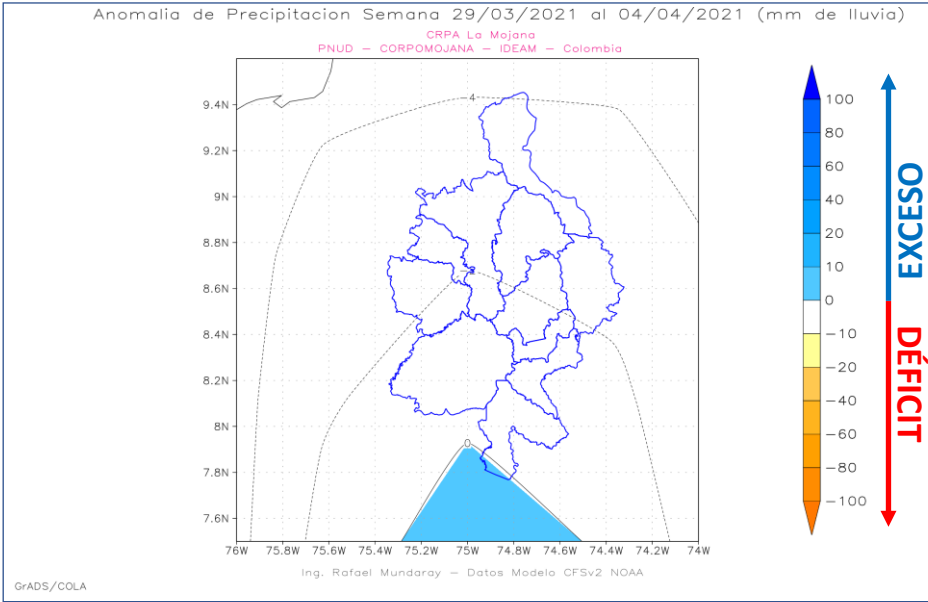 Anomalia de Precipitacion Semana 29/03/2021 al 04/04/2021 (mm de lluvia)
CRPA La Mojana
PNUD – CORPOMOJANA – IDEAM – Colombia
9.4N
9.2N
9N
8.8N
8.6N
8.4N
8.2N
8N
7.8N
7.6N
-4
0
76W 75.8W 75.6W 75.4W 75.2W 75W 74.8W 74.6W 74.4W 74.2W 74W
100
80
60
40
20
10
0
-10
-20
-40
-60
-80
-100
EXCESO
DÉFICIT
Ing. Rafael Mundaray – Datos Modelo CFSv2 NOAA
GrADS/COLA